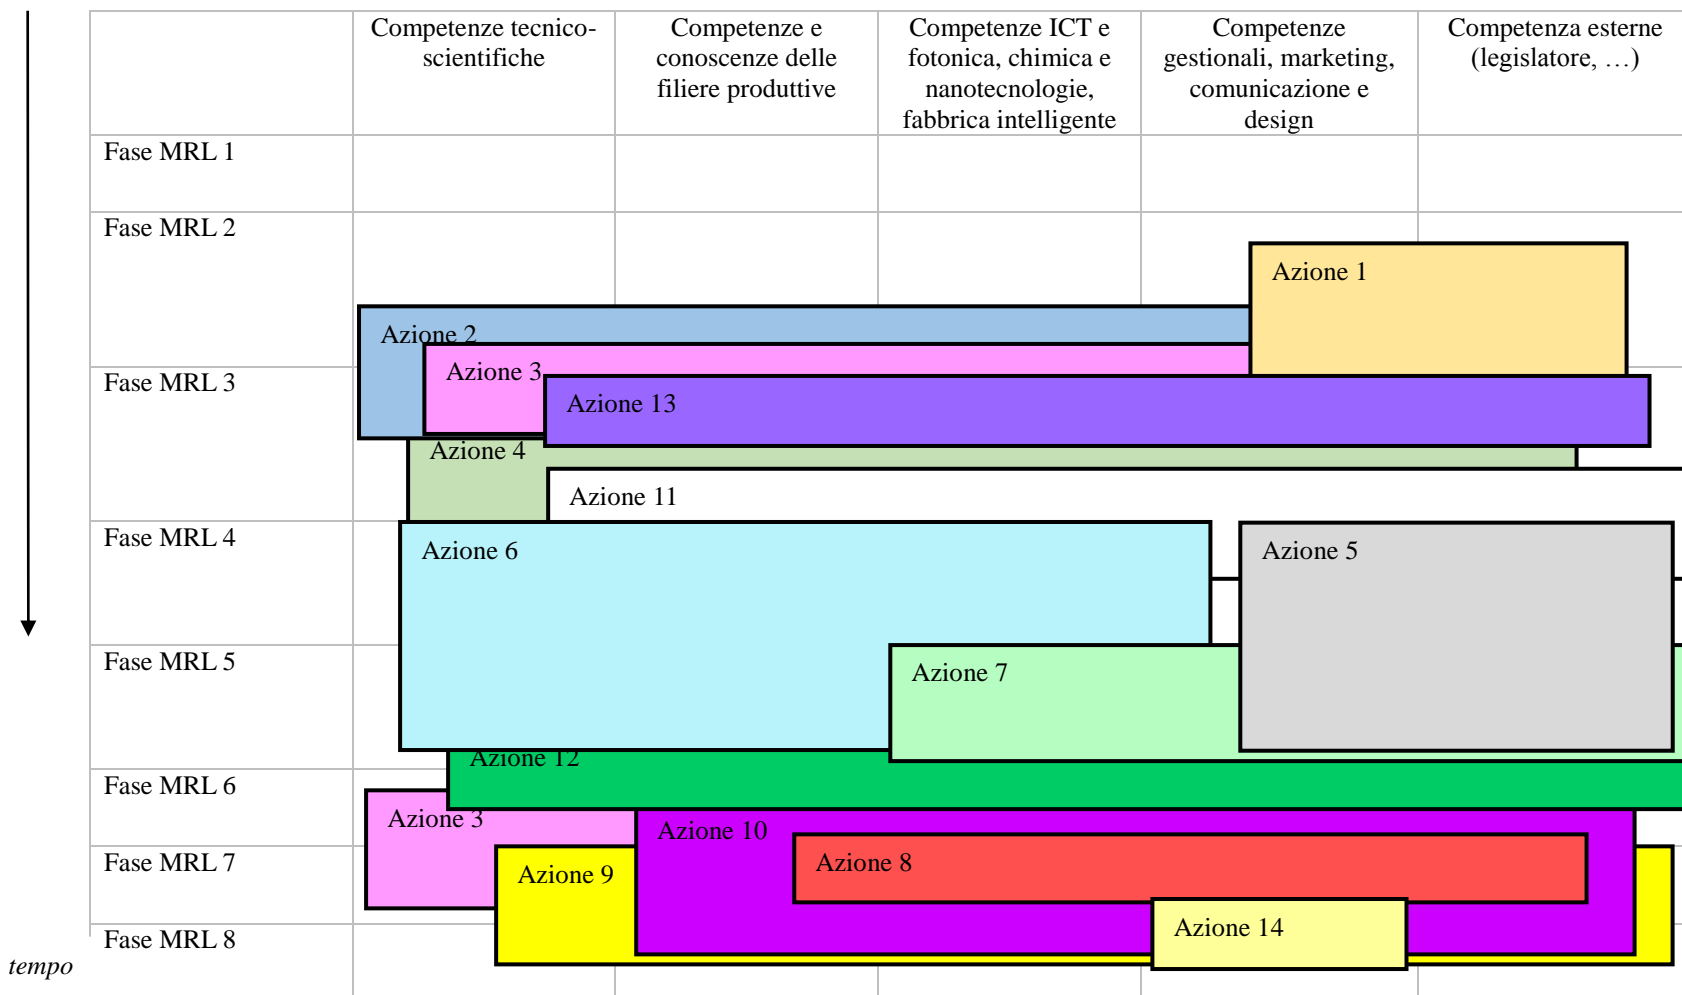 Competenze tecnico-
scientifiche
Competenze e
conoscenze delle
filiere produttive
Competenze ICT e
fotonica, chimica e
nanotecnologie,
fabbrica intelligente
Competenze
gestionali, marketing,
comunicazione e
design
Competenza esterne
(legislatore, …)
Fase MRL 1
Fase MRL 2
Azione 1
Azione 2
Azione 3
Fase MRL 3
Azione 13
Azione 4
Azione 11
Fase MRL 4
Azione 6
Azione 5
Fase MRL 5
Azione 7
Azione 12
Fase MRL 6
Azione 3
Azione 10
Fase MRL 7
Azione 8
Azione 9
Azione 14
Fase MRL 8
tempo